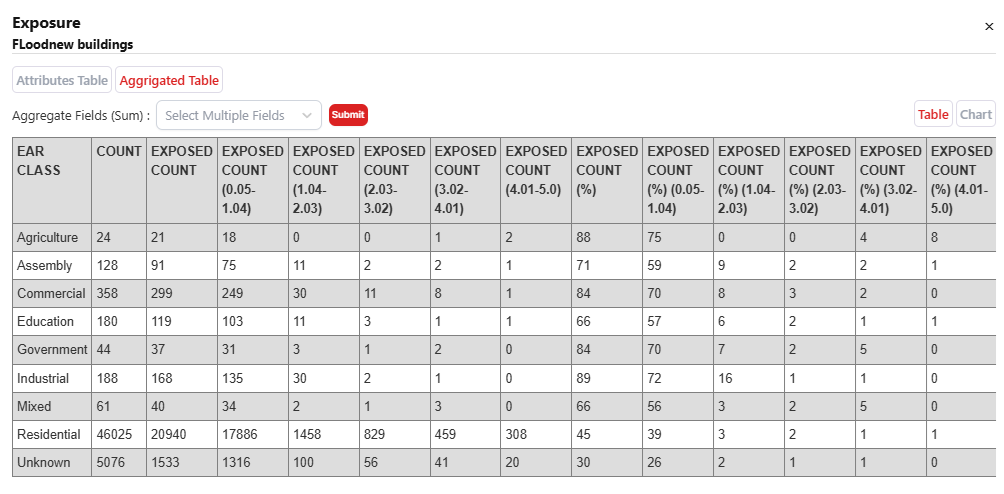 Exposure
×
FLoodnew buildings
Attributes Table Aggrigated Table
Aggregate Fields (Sum) : Select Multiple Fields Submit Table Chart
EAR CLASS COUNT EXPOSED COUNT EXPOSED COUNT (0.05-1.04) EXPOSED COUNT (1.04-2.03) EXPOSED COUNT (2.03-3.02) EXPOSED COUNT (3.02-4.01) EXPOSED COUNT (4.01-5.0) EXPOSED COUNT (%) EXPOSED COUNT (%) (0.05-1.04) EXPOSED COUNT (%) (1.04-2.03) EXPOSED COUNT (%) (2.03-3.02) EXPOSED COUNT (%) (3.02-4.01) EXPOSED COUNT (%) (4.01-5.0)
Agriculture 24 21 18 0 0 1 2 88 75 0 0 4 8
Assembly 128 91 75 11 2 2 1 71 59 9 2 2 1
Commercial 358 299 249 30 11 8 1 84 70 8 3 2 0
Education 180 119 103 11 3 1 1 66 57 6 2 1 1
Government 44 37 31 3 1 2 0 84 70 7 2 5 0
Industrial 188 168 135 30 2 1 0 89 72 16 1 1 0
Mixed 61 40 34 2 1 3 0 66 56 3 2 5 0
Residential 46025 20940 17886 1458 829 459 308 45 39 3 2 1 1
Unknown 5076 1533 1316 100 56 41 20 30 26 2 1 1 0